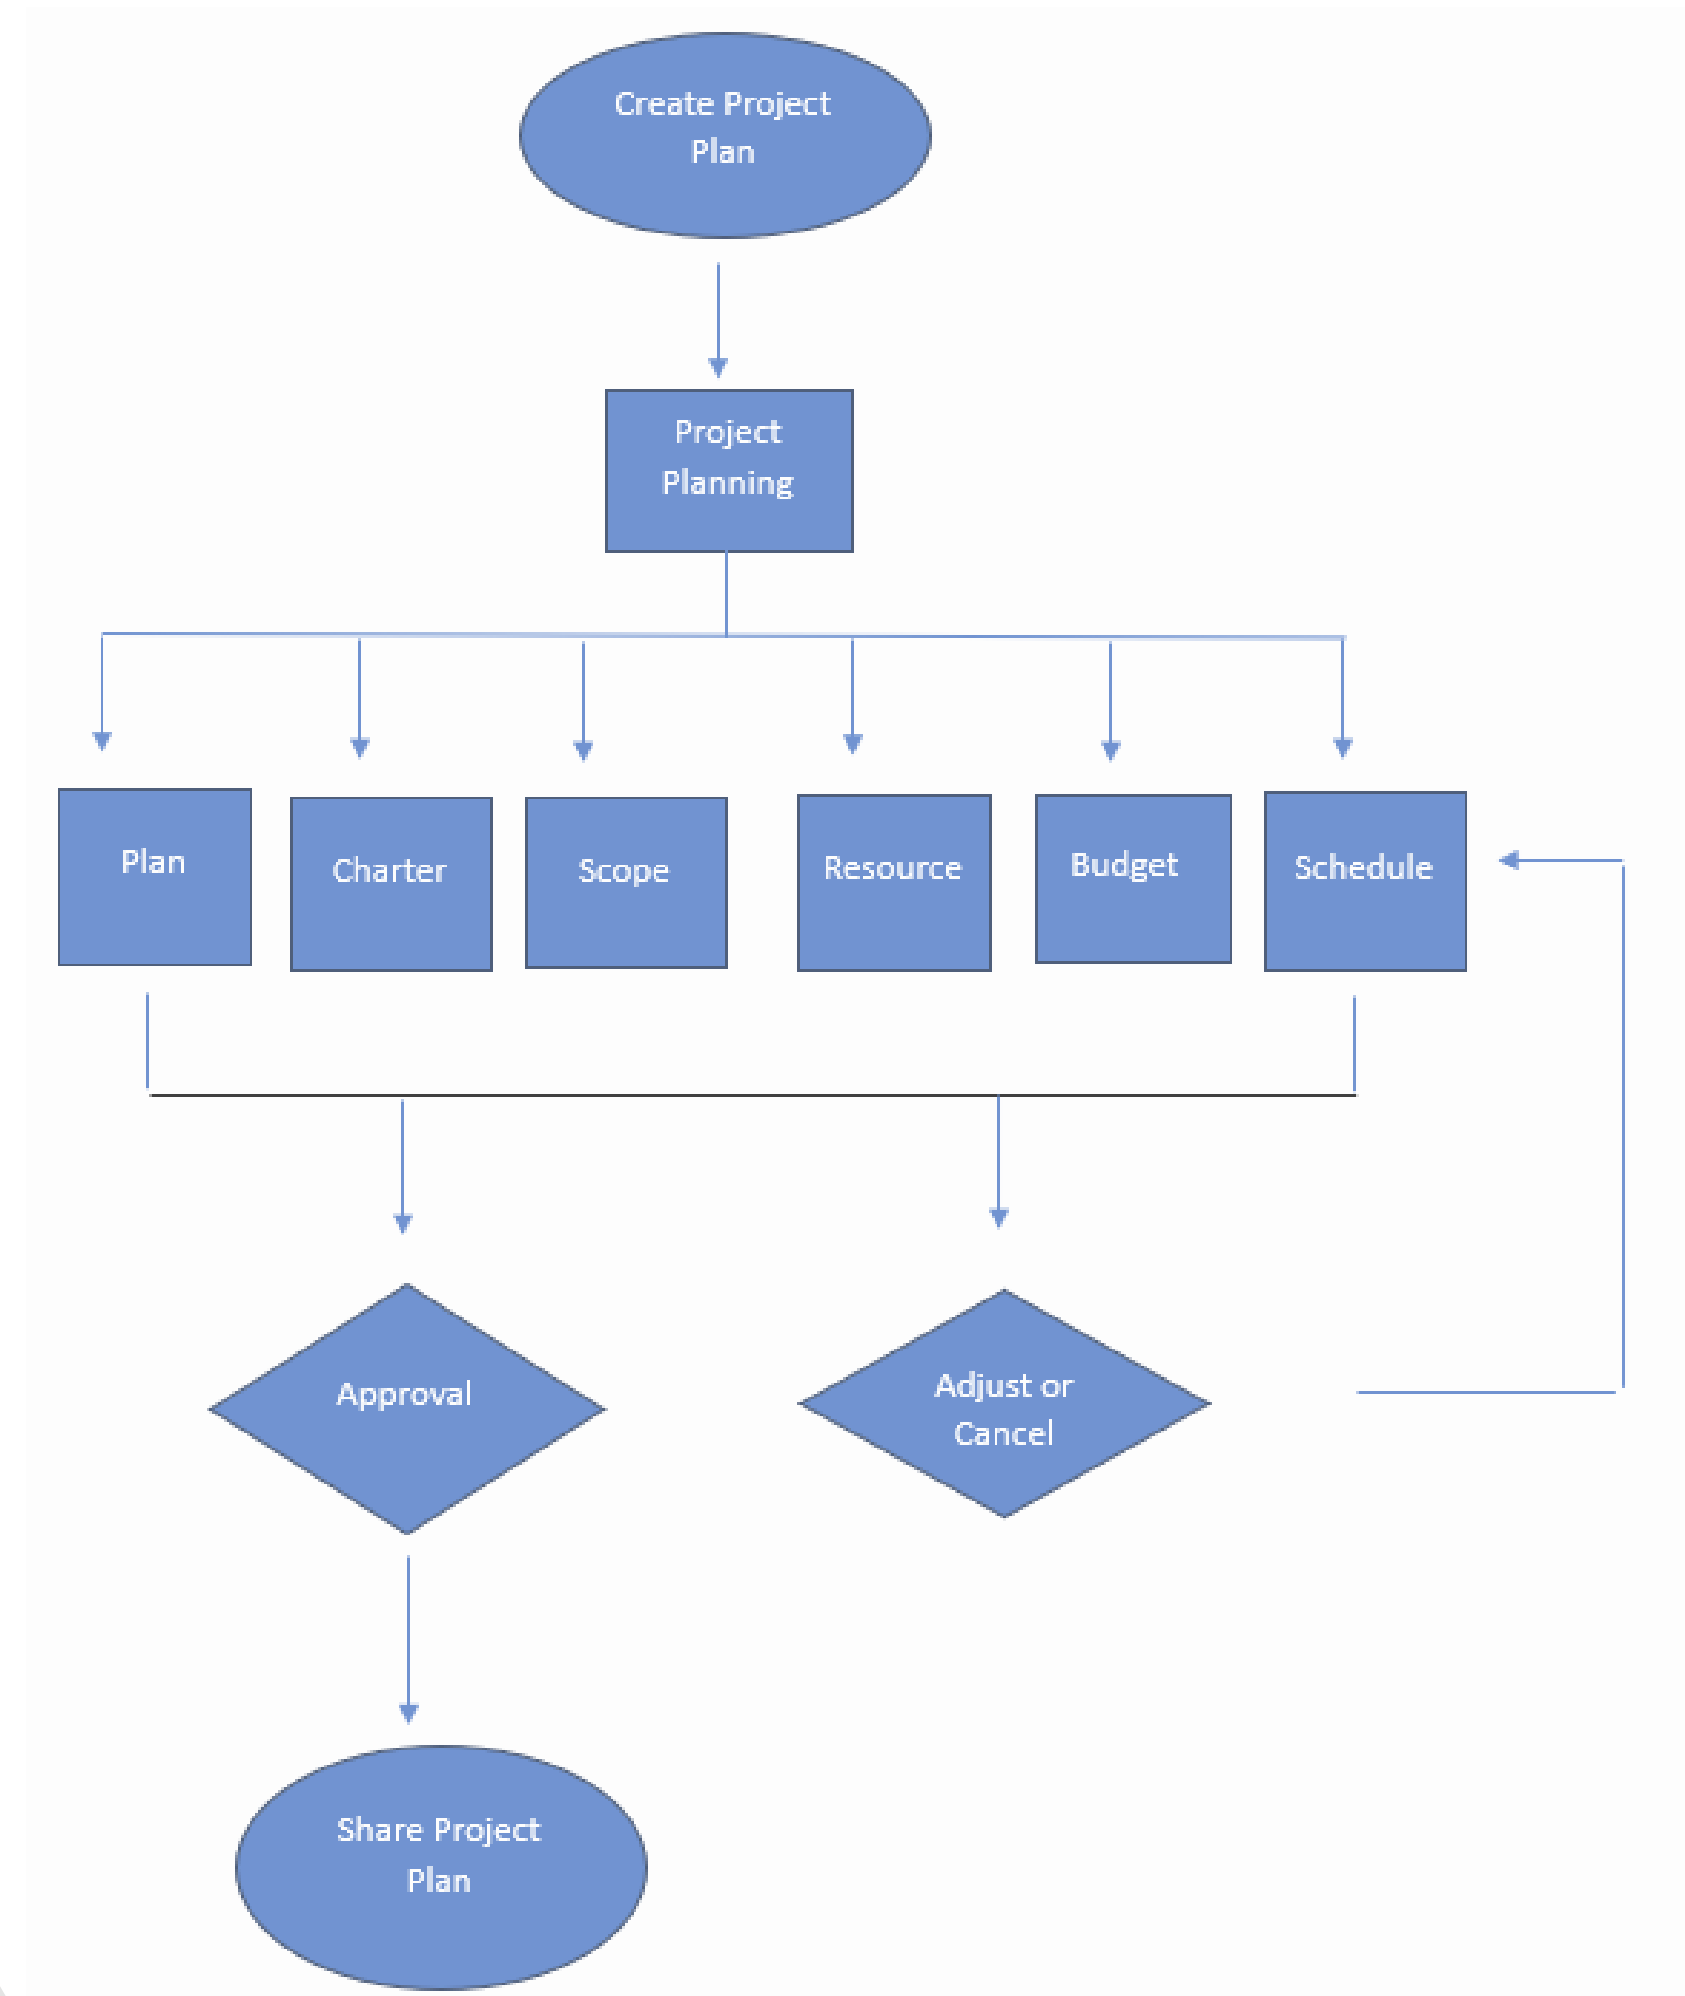 Create Project
Plan
Project
Planning
Plan
Charter
Scope
Resource
Budget
Schedule
Approval
Adjust or
Cancel
Share Project
Plan